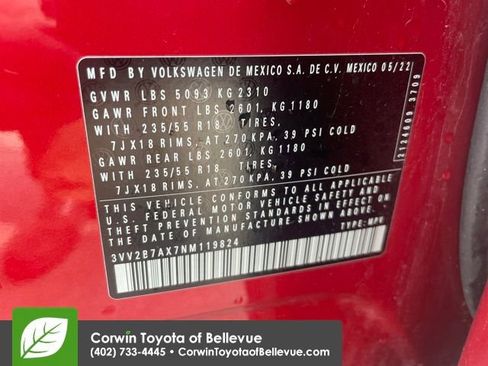 MFD BY VOLKSWAGEN DE MEXICO S.A. DE C.V. MEXICO 05/22
GVWR LBS 5093 KG 2310
GAWR FRONT LBS 2601, KG 1180
WITH 235/55 R18 TIRES.
7JX18 RIMS, AT 270 KPA, 39 PSI COLD
GAWR REAR LBS 2601, KG 1180
WITH 235/55 R18 TIRES.
7JX18 RIMS, AT 270 KPA, 39 PSI COLD
THIS VEHICLE CONFORMS TO ALL APPLICABLE
U.S. FEDERAL MOTOR VEHICLE SAFETY AND
THEFT PREVENTION STANDARDS IN EFFECT ON
THE DATE OF MANUFACTURE SHOWN ABOVE.
3VV2B7AX7NM119824 TYPE: MPV
2124609 3709
Corwin Toyota of Bellevue
(402) 733-4445 • CorwinToyotaofBellevue.com